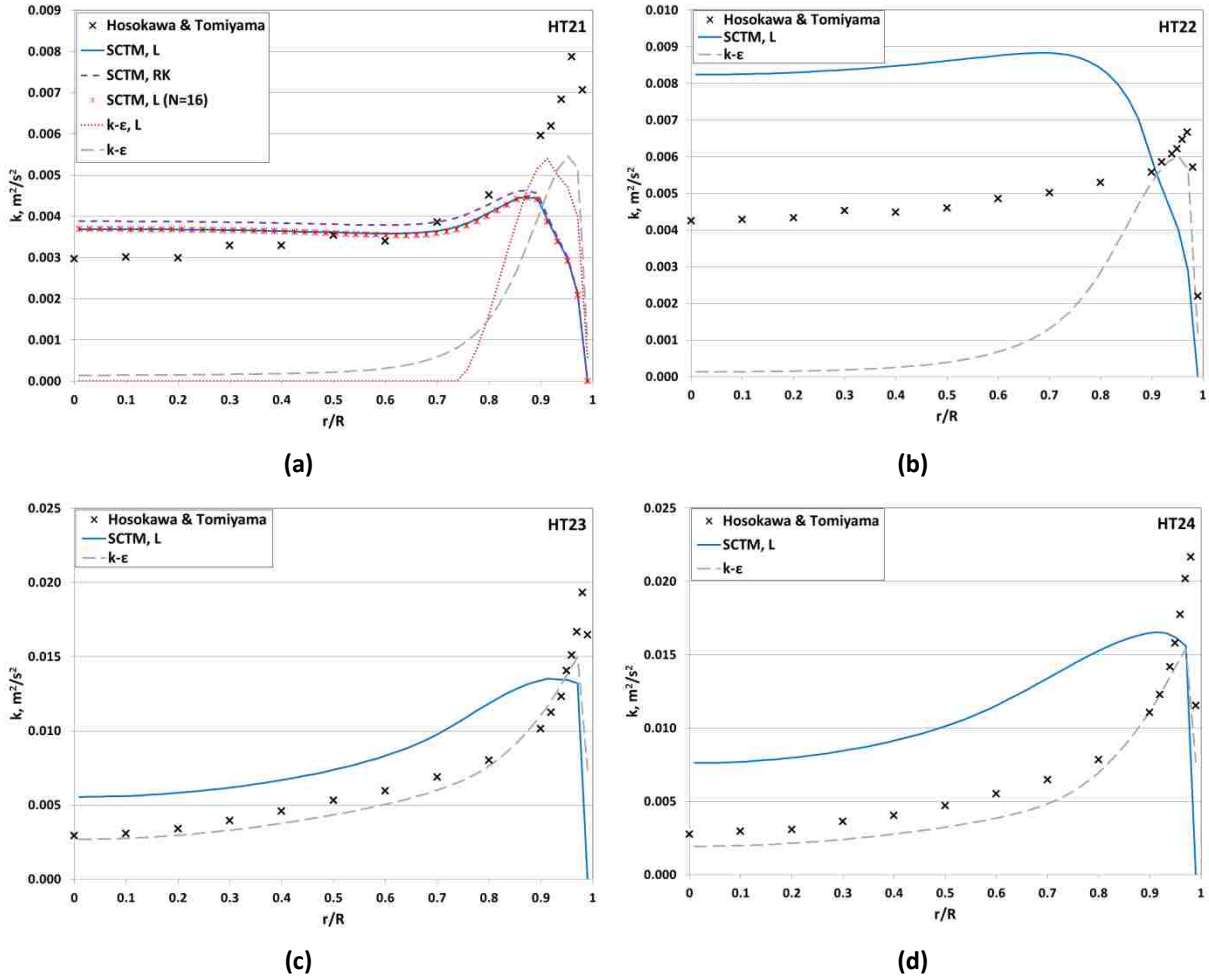 HT21
× Hosokawa & Tomiyama
SCTM, L
SCTM, RK
SCTM, L (N=16)
k-ε, L
k-ε
k, m²/s²
0.009
0.008
0.007
0.006
0.005
0.004
0.003
0.002
0.001
0.000
0 0.1 0.2 0.3 0.4 0.5 0.6 0.7 0.8 0.9 1
r/R
(a)
HT22
× Hosokawa & Tomiyama
SCTM, L
k-ε
k, m²/s²
0.010
0.009
0.008
0.007
0.006
0.005
0.004
0.003
0.002
0.001
0.000
0 0.1 0.2 0.3 0.4 0.5 0.6 0.7 0.8 0.9 1
r/R
(b)
HT23
× Hosokawa & Tomiyama
SCTM, L
k-ε
k, m²/s²
0.025
0.020
0.015
0.010
0.005
0.000
0 0.1 0.2 0.3 0.4 0.5 0.6 0.7 0.8 0.9 1
r/R
(c)
HT24
× Hosokawa & Tomiyama
SCTM, L
k-ε
k, m²/s²
0.025
0.020
0.015
0.010
0.005
0.000
0 0.1 0.2 0.3 0.4 0.5 0.6 0.7 0.8 0.9 1
r/R
(d)